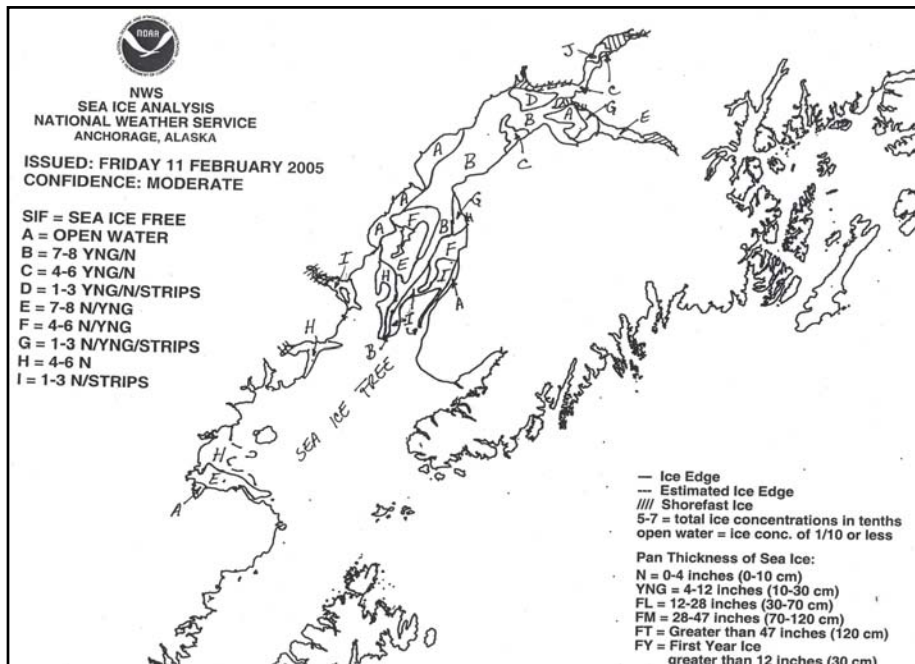 NOAA
NWS
SEA ICE ANALYSIS
NATIONAL WEATHER SERVICE
ANCHORAGE, ALASKA
ISSUED: FRIDAY 11 FEBRUARY 2005
CONFIDENCE: MODERATE
SIF = SEA ICE FREE
A = OPEN WATER
B = 7-8 YNG/N
C = 4-6 YNG/N
D = 1-3 YNG/N/STRIPS
E = 7-8 N/YNG
F = 4-6 N/YNG
G = 1-3 N/YNG/STRIPS
H = 4-6 N
I = 1-3 N/STRIPS
J
C
D
G
B
A
E
A
B
C
A
G
H
A
F
B
E
F
I
H
A
I
H
B
SEA ICE FREE
H
E
A
— Ice Edge
--- Estimated Ice Edge
//// Shorefast Ice
5-7 = total ice concentrations in tenths
open water = ice conc. of 1/10 or less
Pan Thickness of Sea Ice:
N = 0-4 inches (0-10 cm)
YNG = 4-12 inches (10-30 cm)
FL = 12-28 inches (30-70 cm)
FM = 28-47 inches (70-120 cm)
FT = Greater than 47 inches (120 cm)
FY = First Year Ice
greater than 12 inches (30 cm)